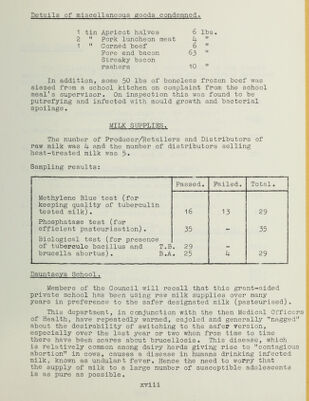 Details of miscellaneous goods condemned.
1 tin Apricot halves 6 lbs.
2 " Pork luncheon meat 4 "
1 " Corned beef 6 "
Pork and bacon 63 "
Streaky bacon
rashers 10 "
In addition, some 50 lbs of boneless frozen beef was
siezed from a school kitchen on complaint from the school
meal's supervisor. On inspection this was found to be
putrefying and infected with mould growth and bacterial
spoilage.
MILK SUPPLIES.
The number of Producer/Retailers and Distributors of
raw milk was 4 and the number of distributors selling
heat-treated milk was 5.
Sampling results:
Passed. Failed. Total.
Methylene Blue test (for
keeping quality of tuberculin
tested milk). 16 13 29
Phosphatase test (for
efficient pasteurisation). 35 - 35
Biological test (for presence
of tubercule bacillus and T.B. 29 -
brucella abortus). B.A. 25 4 29
Dauntseys School.
Members of the Council will recall that this grant-aided
private school has been using raw milk supplies over many
years in preference to the safer designated milk (pasteurised).
This department, in conjunction with the then Medical Officers
of Health, have repeatedly warned, cajoled and generally "nagged"
about the desirability of switching to the safer version,
especially over the last year or two when from time to time
there have been scares about brucellosis. This disease, which
is relatively common among dairy herds giving rise to "contagious
abortion" in cows, causes a disease in humans drinking infected
milk, known as undulant fever. Hence the need to worry that
the supply of milk to a large number of susceptible adolescents
is as pure as possible.
xviii